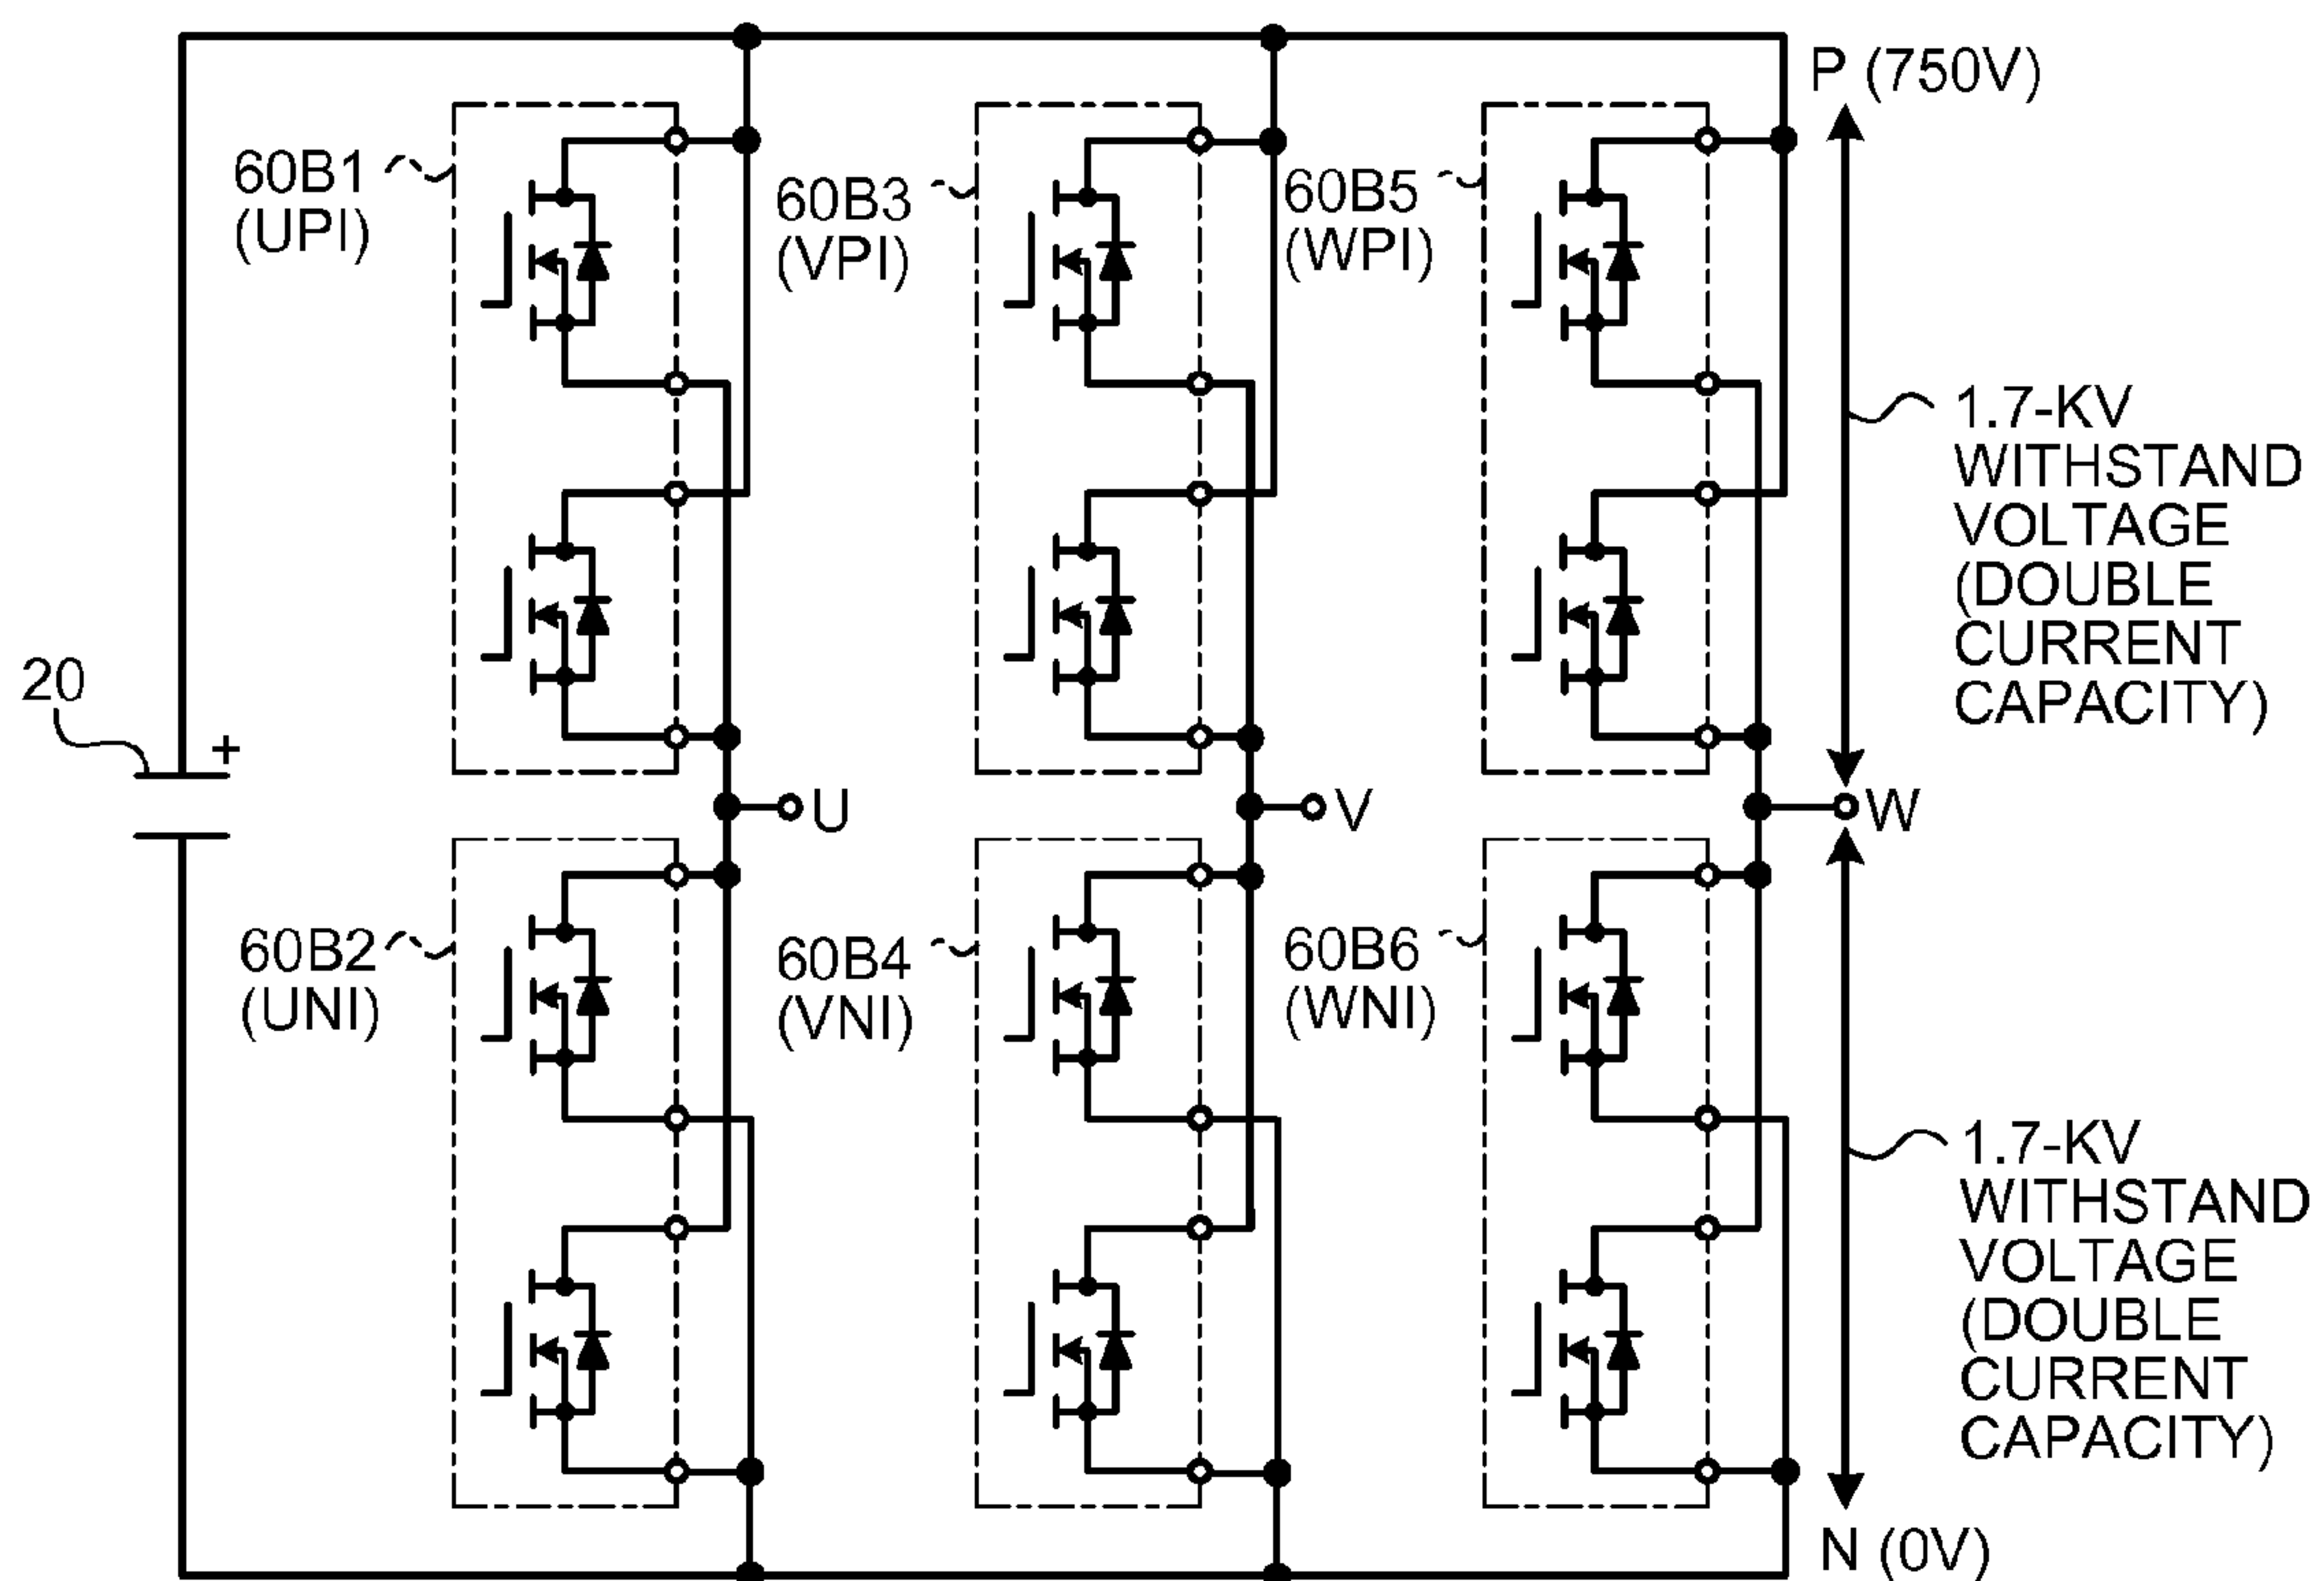 P (750V)
60B1
(UPI)
60B3
(VPI)
60B5
(WPI)
1.7-KV
WITHSTAND
VOLTAGE
(DOUBLE
CURRENT
CAPACITY)
20
+
U
V
W
60B2
(UNI)
60B4
(VNI)
60B6
(WNI)
1.7-KV
WITHSTAND
VOLTAGE
(DOUBLE
CURRENT
CAPACITY)
N (0V)